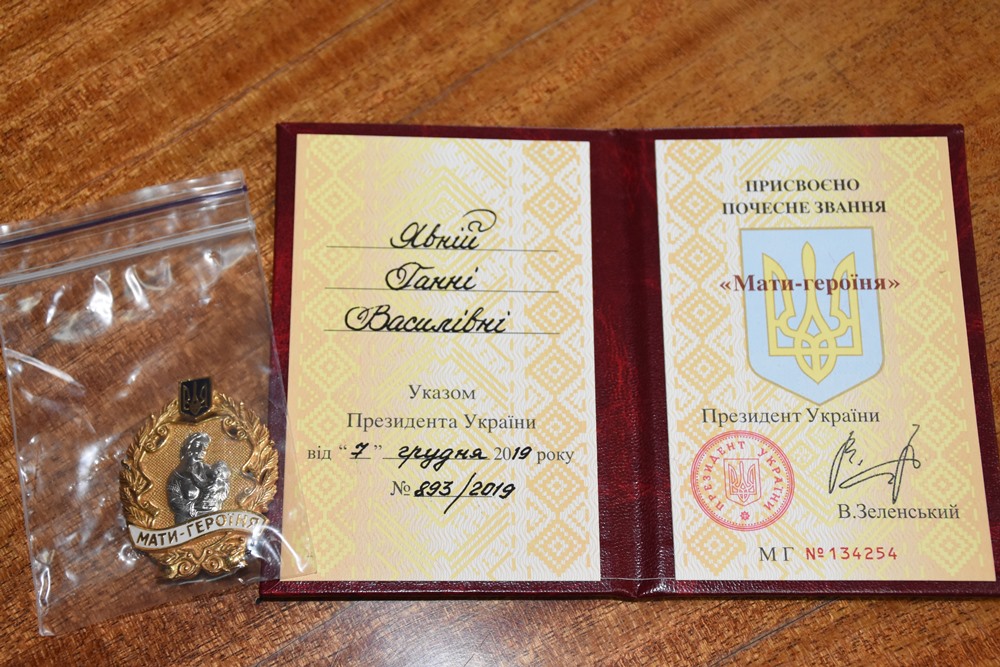 МАТИ-ГЕРОЇНЯ
Явній
Ганні
Василівні
Указом
Президента України
від “ 7 ” грудня 2019 року
№ 893/2019
ПРИСВОЄНО
ПОЧЕСНЕ ЗВАННЯ
«Мати-героїня»
Президент України
ПРЕЗИДЕНТ УКРАЇНИ
В.Зеленський
М Г №134254